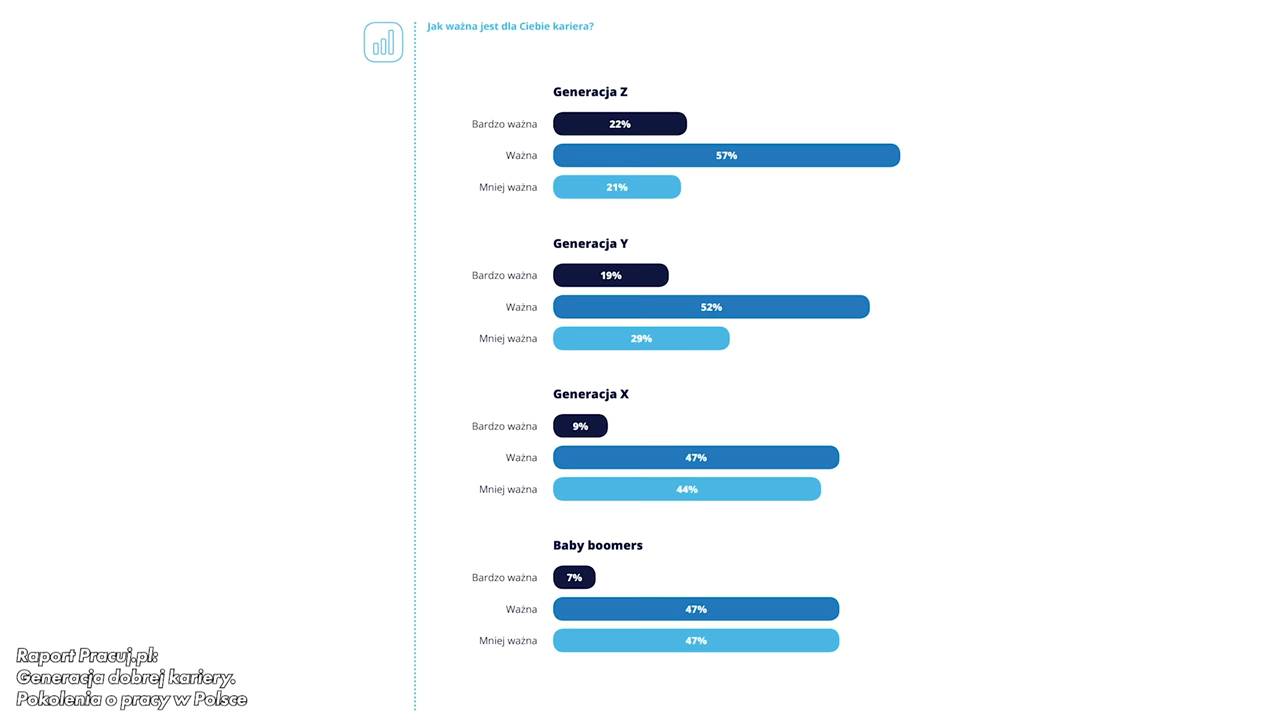 Jak ważna jest dla Ciebie kariera?
Generacja Z
Bardzo ważna 22%
Ważna 57%
Mniej ważna 21%
Generacja Y
Bardzo ważna 19%
Ważna 52%
Mniej ważna 29%
Generacja X
Bardzo ważna 9%
Ważna 47%
Mniej ważna 44%
Baby boomers
Bardzo ważna 7%
Ważna 47%
Mniej ważna 47%
Raport Pracuj.pl:
Generacja dobrej kariery.
Pokolenia o pracy w Polsce